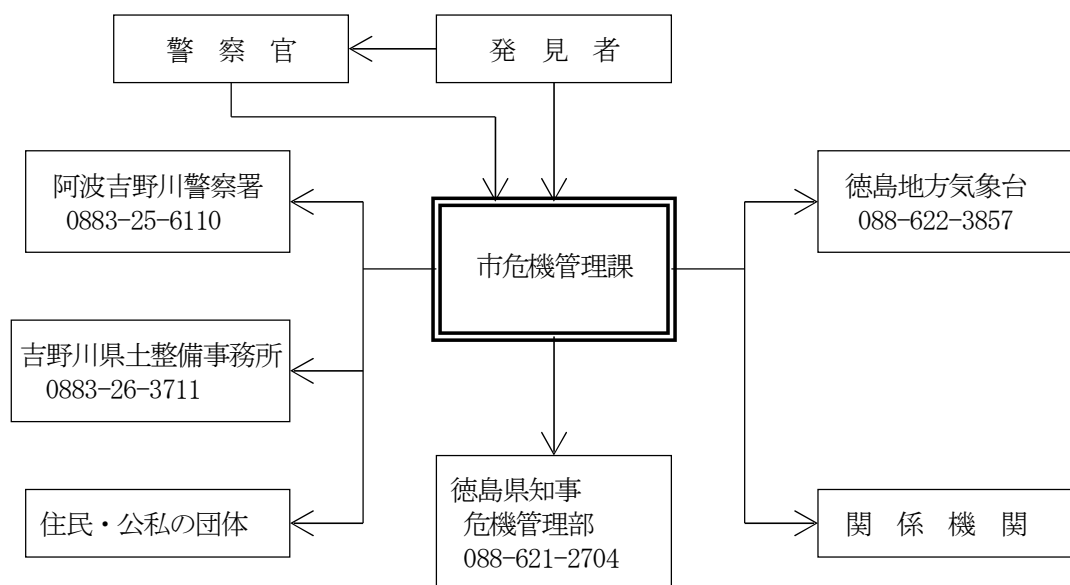 警 察 官
発 見 者
阿波吉野川警察署
0883-25-6110
徳島地方気象台
088-622-3857
市危機管理課
吉野川県土整備事務所
0883-26-3711
徳島県知事
危機管理部
088-621-2704
住民・公私の団体
関 係 機 関